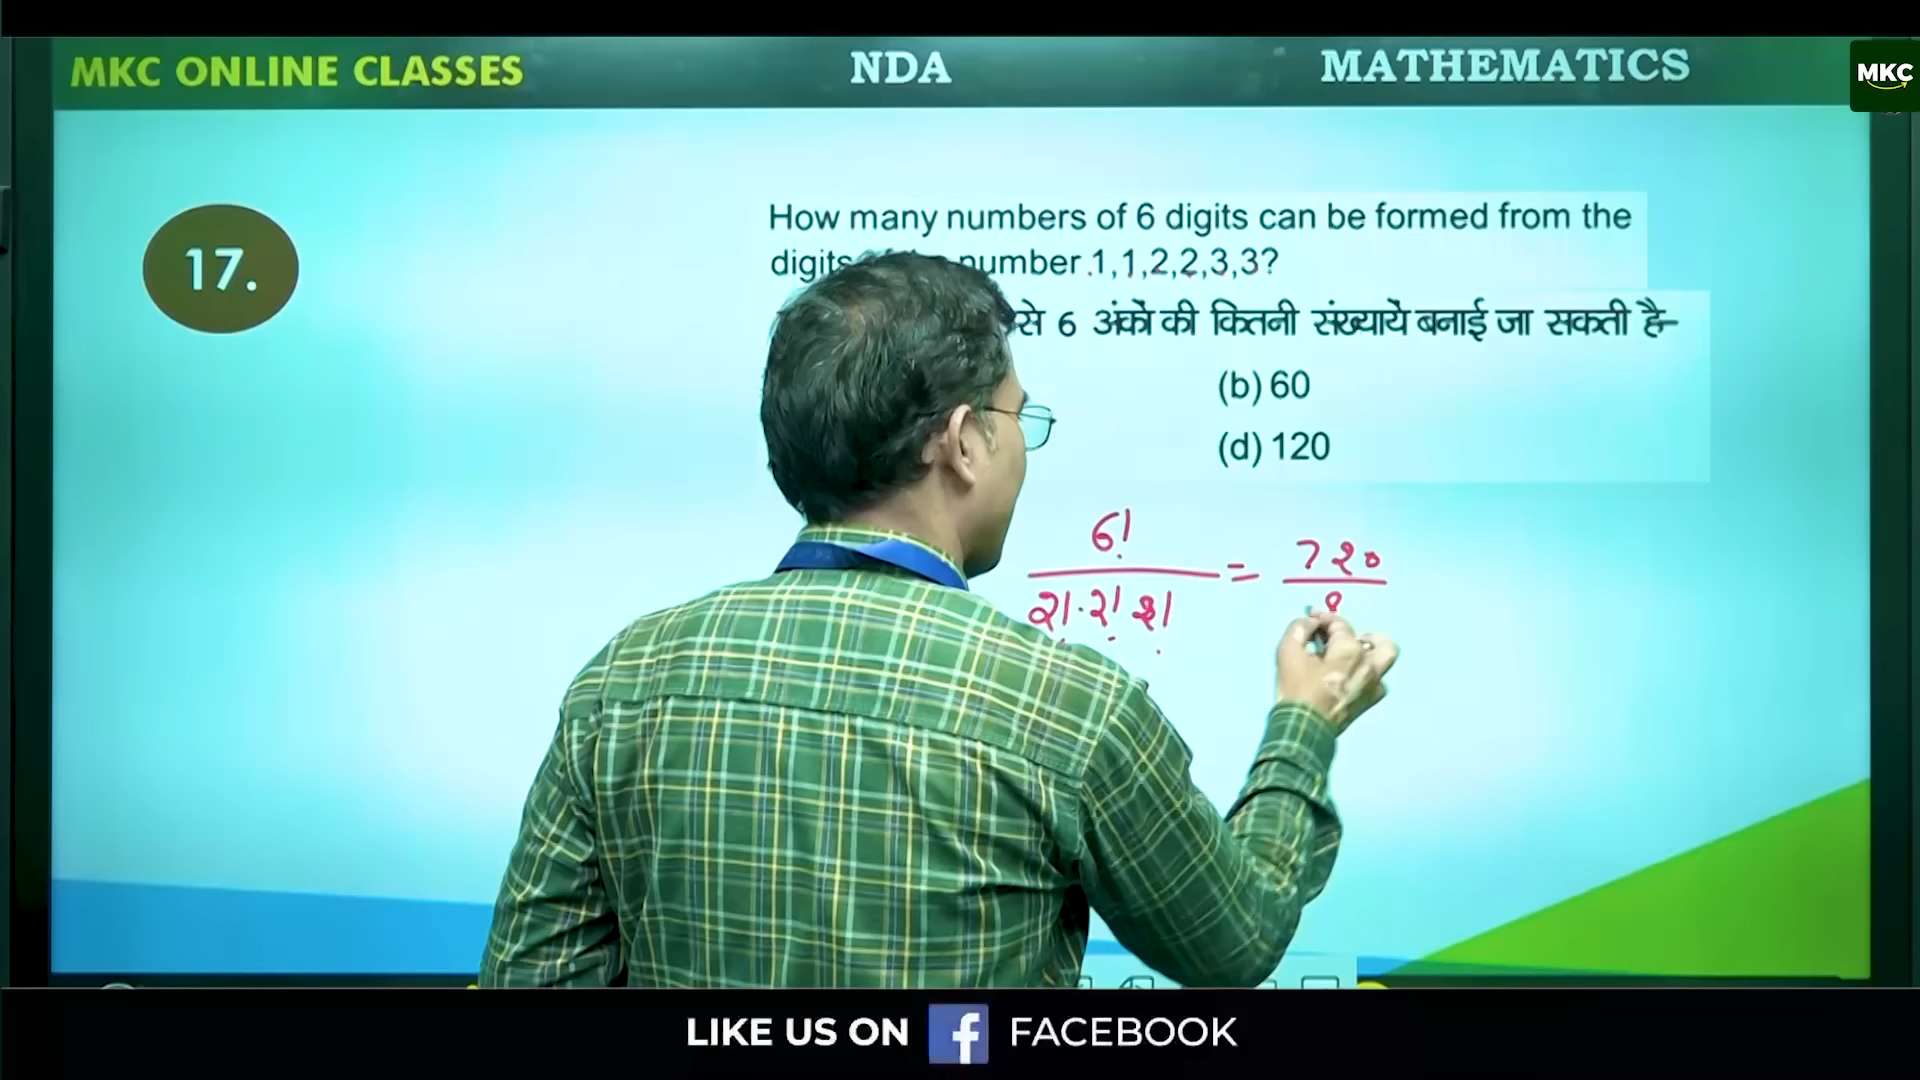 MKC ONLINE CLASSES NDA MATHEMATICS
MKC
17.
How many numbers of 6 digits can be formed from the
digits number 1,1,2,2,3,3?
से 6 अंकों की कितनी संख्यायें बनाई जा सकती है-
(b) 60
(d) 120
6! / 2!·2! 2! = 720 / 8
LIKE US ON f FACEBOOK